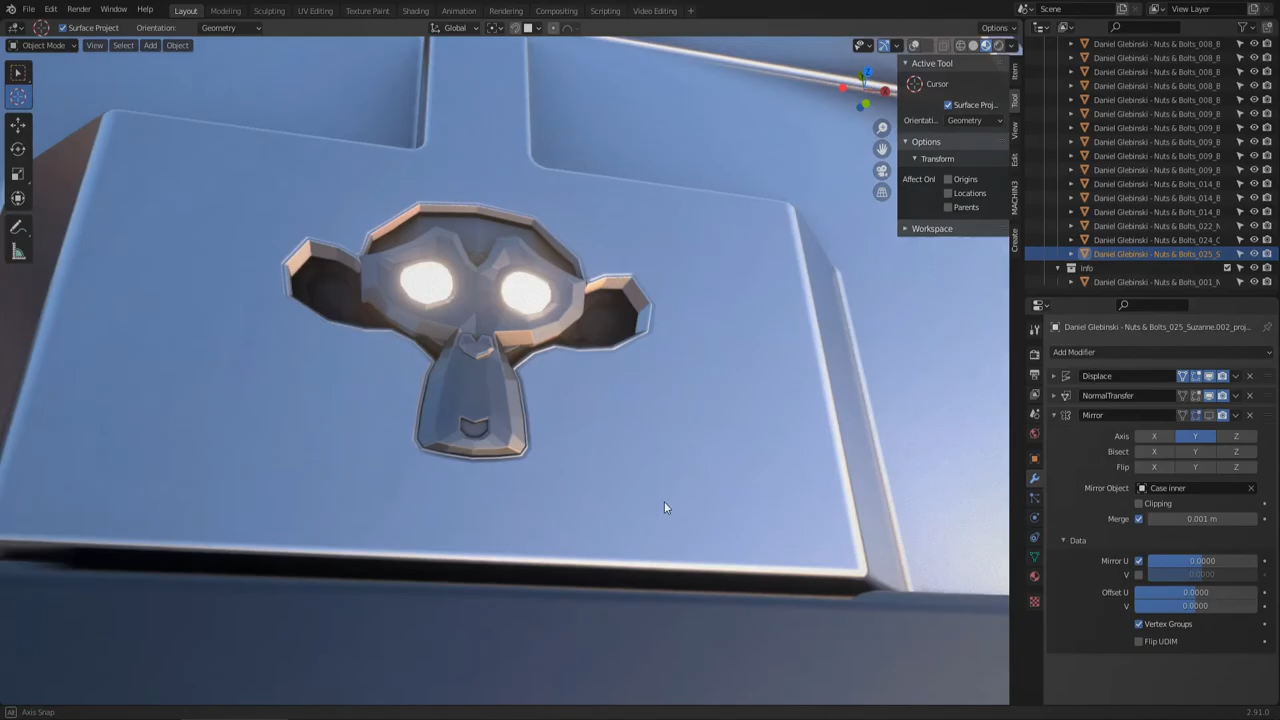 File Edit Render Window Help Layout Modeling Sculpting UV Editing Texture Paint Shading Animation Rendering Compositing Scripting Video Editing + Scene View Layer
Surface Project Orientation: Geometry Global Options
Object Mode View Select Add Object
Active Tool
Cursor
Surface Proj...
Orientati... Geometry
Options
Transform
Affect Onl Origins
Locations
Parents
Workspace
Item
Tool
View
Edit
MACHIN3
Create
Daniel Glebinski - Nuts & Bolts_008_B
Daniel Glebinski - Nuts & Bolts_008_B
Daniel Glebinski - Nuts & Bolts_008_B
Daniel Glebinski - Nuts & Bolts_008_B
Daniel Glebinski - Nuts & Bolts_008_B
Daniel Glebinski - Nuts & Bolts_009_B
Daniel Glebinski - Nuts & Bolts_009_B
Daniel Glebinski - Nuts & Bolts_009_B
Daniel Glebinski - Nuts & Bolts_009_B
Daniel Glebinski - Nuts & Bolts_009_B
Daniel Glebinski - Nuts & Bolts_014_B
Daniel Glebinski - Nuts & Bolts_014_B
Daniel Glebinski - Nuts & Bolts_014_B
Daniel Glebinski - Nuts & Bolts_022_N
Daniel Glebinski - Nuts & Bolts_024_C
Daniel Glebinski - Nuts & Bolts_025_S
Info
Daniel Glebinski - Nuts & Bolts_001_N
Daniel Glebinski - Nuts & Bolts_025_Suzanne.002_proj...
Add Modifier
Displace
NormalTransfer
Mirror
Axis X Y Z
Bisect X Y Z
Flip X Y Z
Mirror Object Case inner
Clipping
Merge 0.001 m
Data
Mirror U 0.0000
V 0.0000
Offset U 0.0000
V 0.0000
Vertex Groups
Flip UDIM
Alt Axis Snap 2.91.0